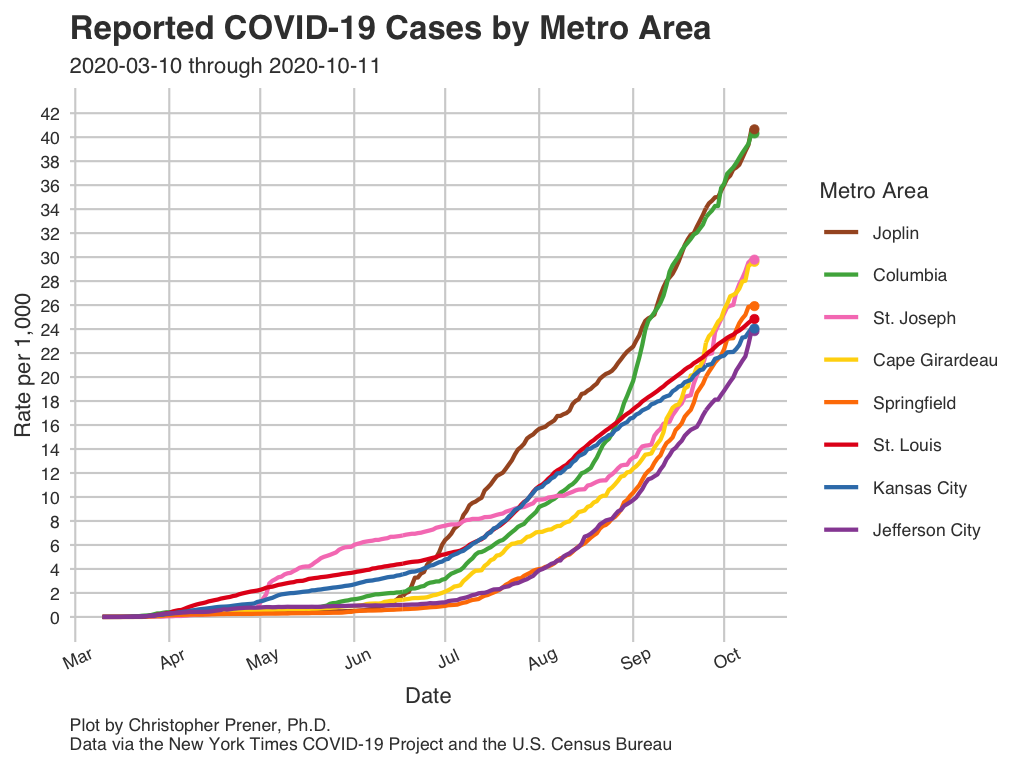 Reported COVID-19 Cases by Metro Area
2020-03-10 through 2020-10-11
Rate per 1,000
42
40
38
36
34
32
30
28
26
24
22
20
18
16
14
12
10
8
6
4
2
0
Mar
Apr
May
Jun
Jul
Aug
Sep
Oct
Date
Metro Area
Joplin
Columbia
St. Joseph
Cape Girardeau
Springfield
St. Louis
Kansas City
Jefferson City
Plot by Christopher Prener, Ph.D.
Data via the New York Times COVID-19 Project and the U.S. Census Bureau